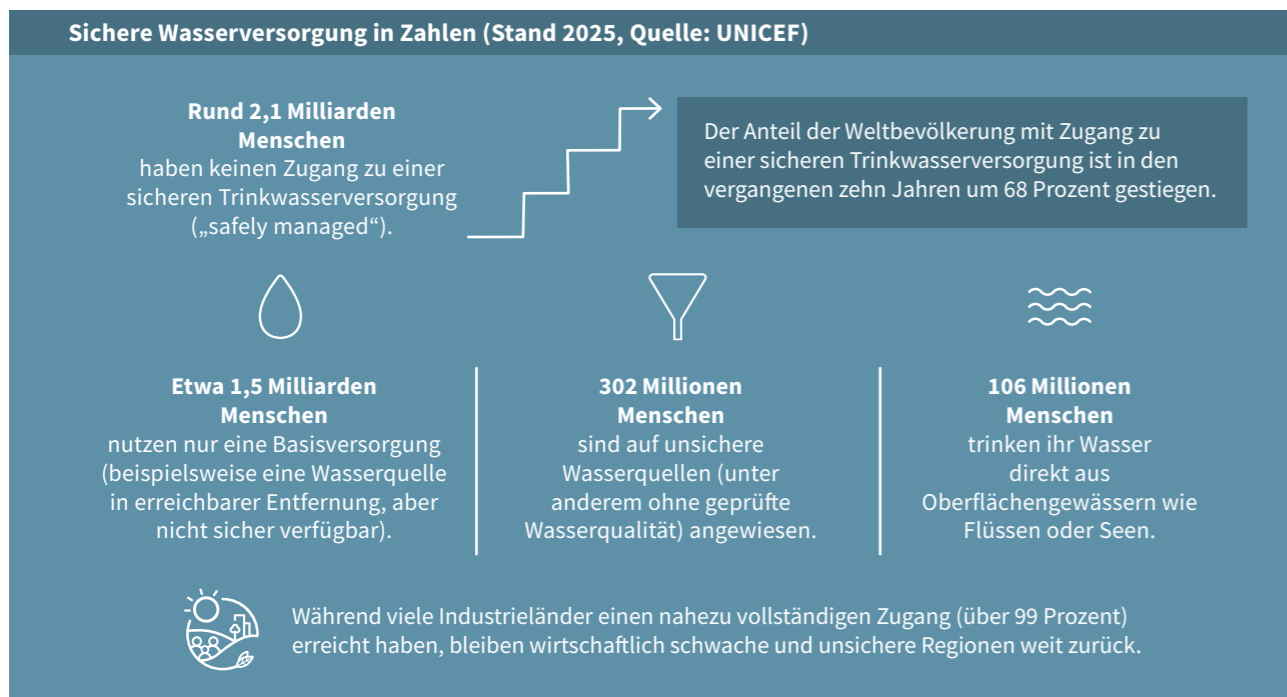 Sichere Wasserversorgung in Zahlen (Stand 2025, Quelle: UNICEF)
Rund 2,1 Milliarden
Menschen
haben keinen Zugang zu einer
sicheren Trinkwasserversorgung
(„safely managed“).
Der Anteil der Weltbevölkerung mit Zugang zu
einer sicheren Trinkwasserversorgung ist in den
vergangenen zehn Jahren um 68 Prozent gestiegen.
Etwa 1,5 Milliarden
Menschen
nutzen nur eine Basisversorgung
(beispielsweise eine Wasserquelle
in erreichbarer Entfernung, aber
nicht sicher verfügbar).
302 Millionen
Menschen
sind auf unsichere
Wasserquellen (unter
anderem ohne geprüfte
Wasserqualität) angewiesen.
106 Millionen
Menschen
trinken ihr Wasser
direkt aus
Oberflächengewässern wie
Flüssen oder Seen.
Während viele Industrieländer einen nahezu vollständigen Zugang (über 99 Prozent)
erreicht haben, bleiben wirtschaftlich schwache und unsichere Regionen weit zurück.